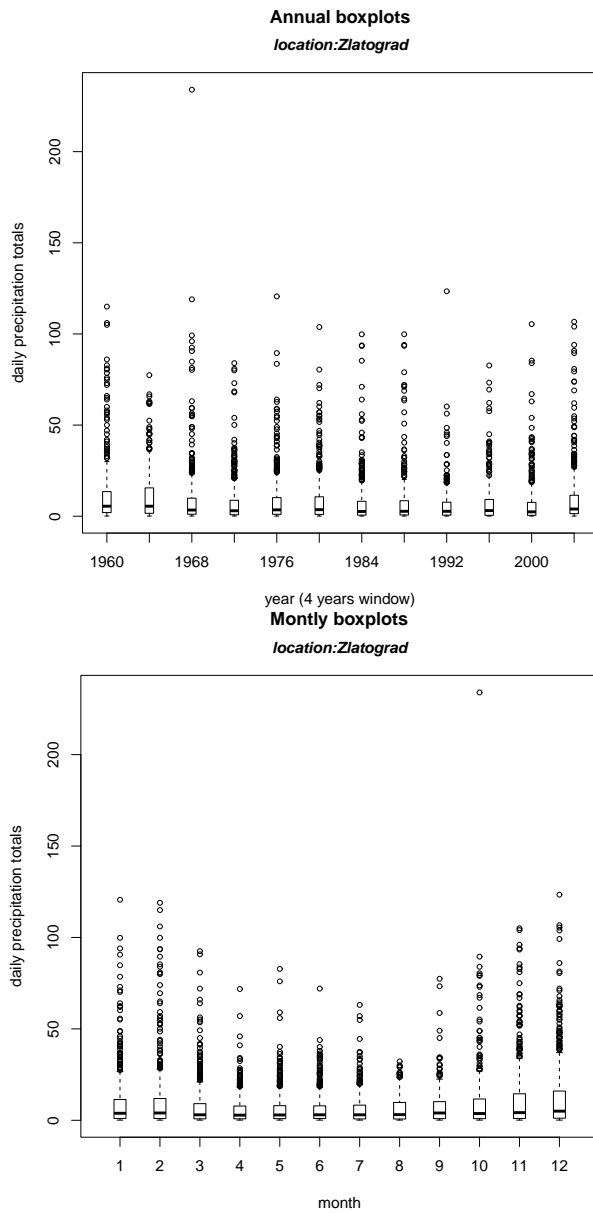 Annual boxplots
location:Zlatograd
daily precipitation totals
0 50 100 150 200
1960 1968 1976 1984 1992 2000
year (4 years window)
Montly boxplots
location:Zlatograd
daily precipitation totals
0 50 100 150 200
1 2 3 4 5 6 7 8 9 10 11 12
month